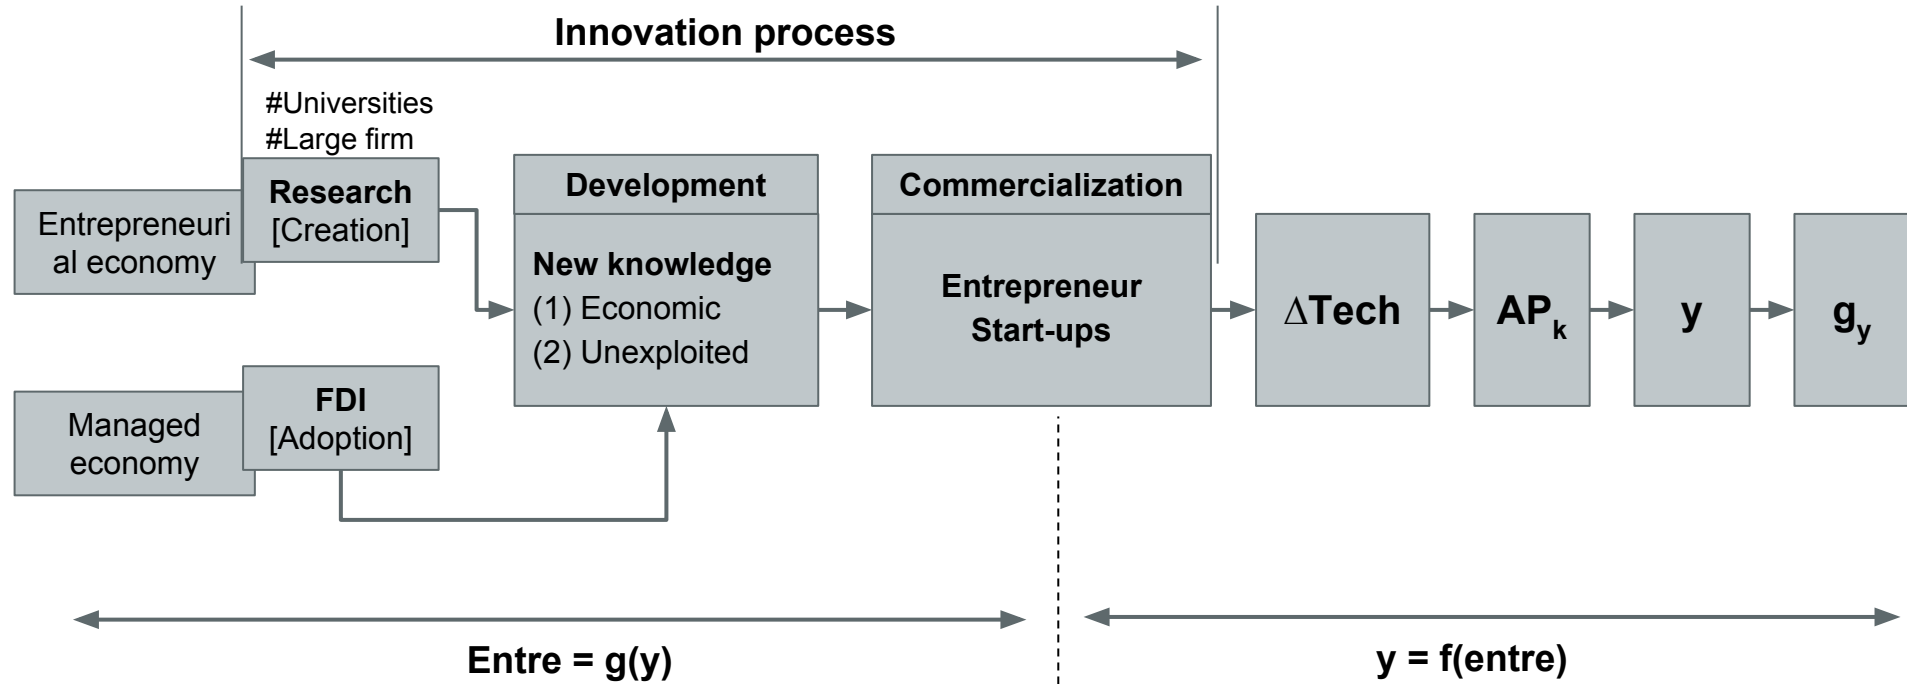 Innovation process
#Universities
#Large firm
Entrepreneuri
al economy
Research
[Creation]
Development
New knowledge
(1) Economic
(2) Unexploited
Commercialization
Entrepreneur
Start-ups
ΔTech
APk
y
gy
Managed
economy
FDI
[Adoption]
Entre = g(y)
y = f(entre)